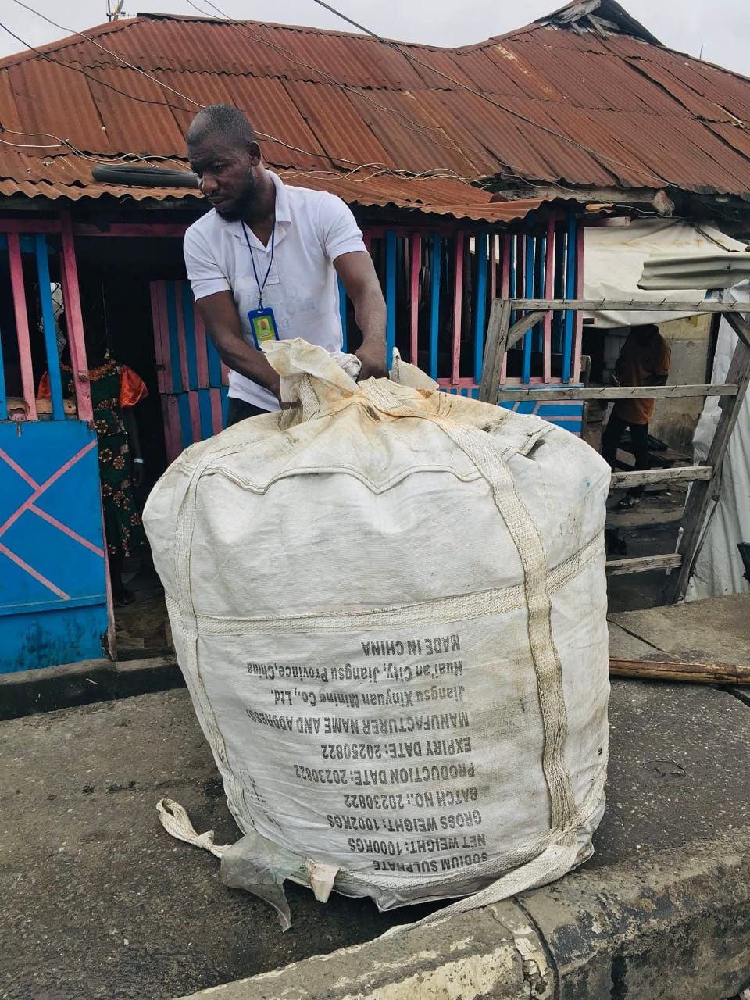 SODIUM SULPHATE
NET WEIGHT: 1000KGS
GROSS WEIGHT: 1002KGS
BATCH NO.: 20230822
PRODUCTION DATE: 20230822
EXPIRY DATE: 20250822
MANUFACTURER NAME AND ADDRESS:
Jiangsu Xinyuan Mining Co., Ltd.
Huai'an City, Jiangsu Province,China
MADE IN CHINA